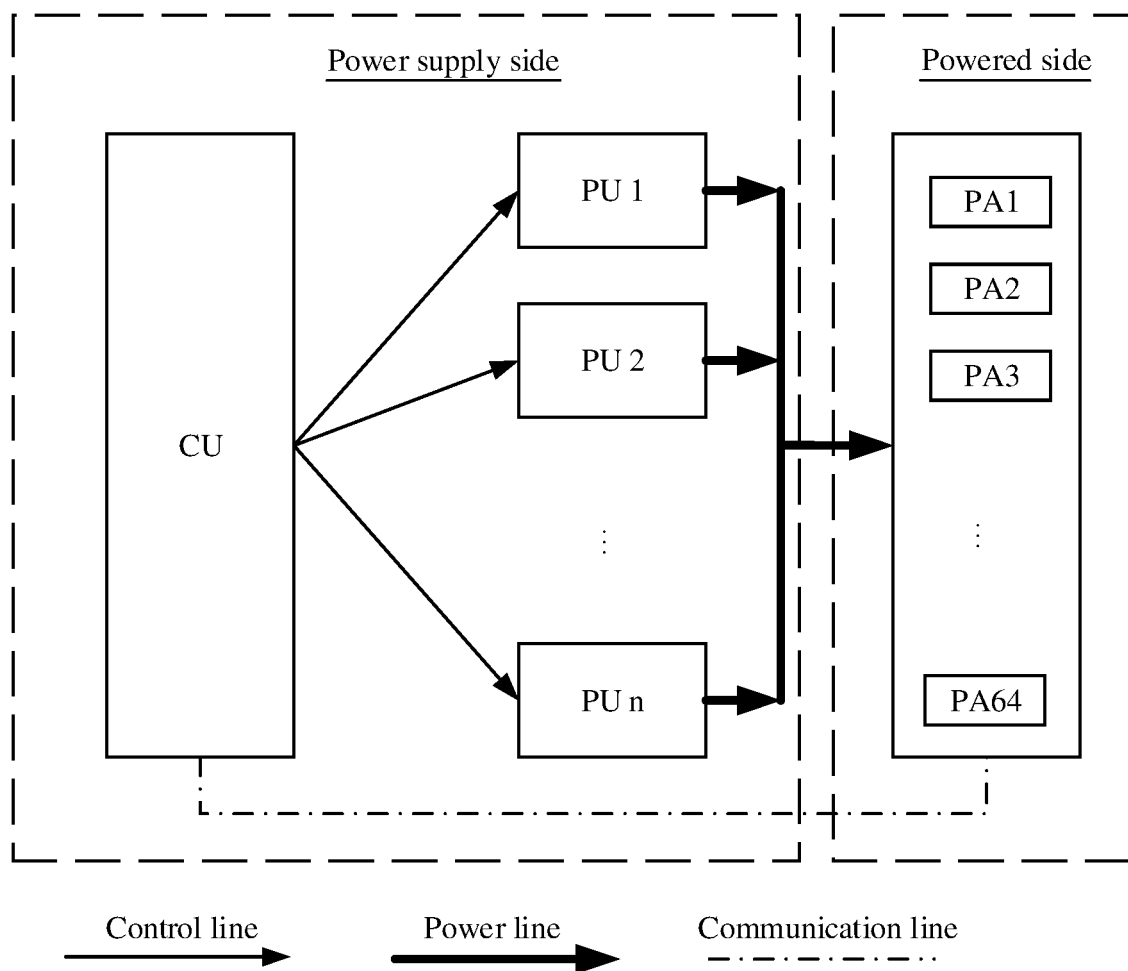 Power supply side
Powered side
PU 1
PA1
PA2
PU 2
PA3
CU
⋮
⋮
PU n
PA64
Control line
Power line
Communication line